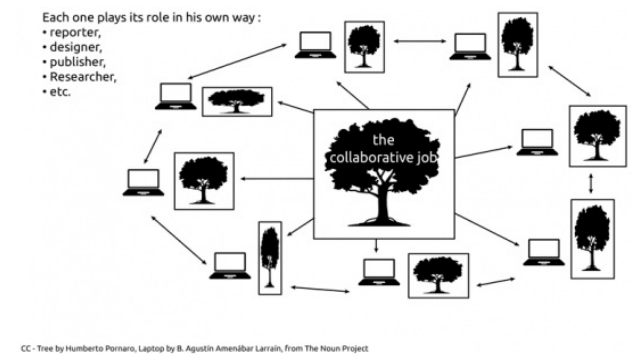 Each one plays its role in his own way :
• reporter,
• designer,
• publisher,
• Researcher,
• etc.
the
collaborative job
CC - Tree by Humberto Pornaro, Laptop by B. Agustín Amenábar Larraín, from The Noun Project